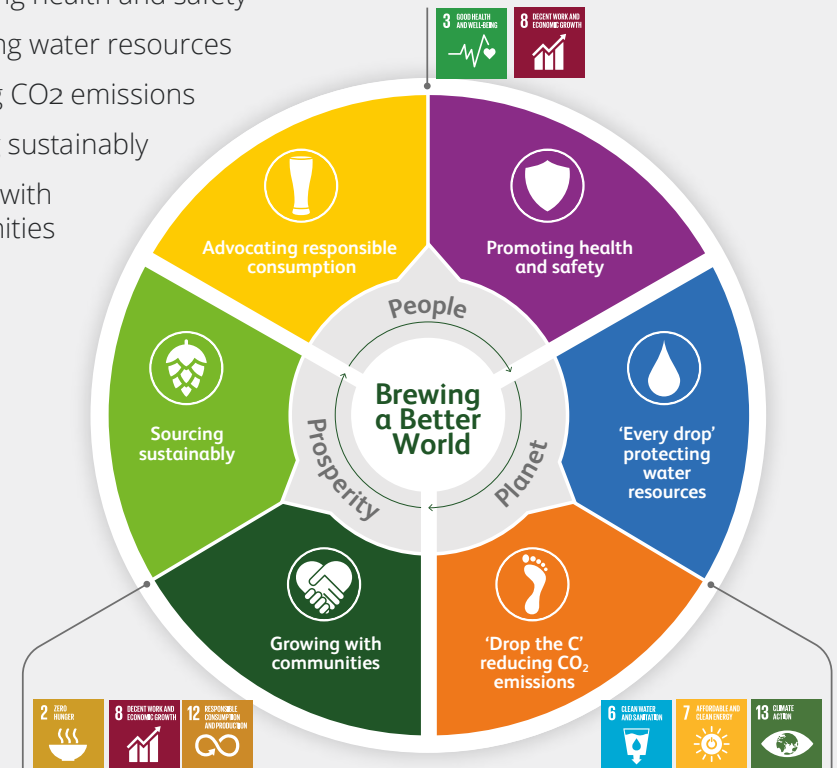 ng health and safety
ng water resources
g CO2 emissions
sustainably
with
nities
3 GOOD HEALTH
AND WELL-BEING
8 DECENT WORK AND
ECONOMIC GROWTH
Advocating responsible
consumption
Promoting health
and safety
People
Sourcing
sustainably
Brewing
a Better
World
Prosperity
Planet
'Every drop'
protecting
water
resources
Growing with
communities
'Drop the C'
reducing CO₂
emissions
2 ZERO
HUNGER
8 DECENT WORK AND
ECONOMIC GROWTH
12 RESPONSIBLE
CONSUMPTION
AND PRODUCTION
6 CLEAN WATER
AND SANITATION
7 AFFORDABLE AND
CLEAN ENERGY
13 CLIMATE
ACTION